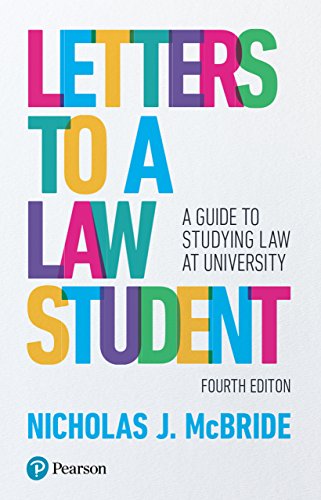 LETTERS
TO A
LAW
STUDENT
A GUIDE TO
STUDYING LAW
AT UNIVERSITY
FOURTH EDITON
NICHOLAS J. McBRIDE
Pearson